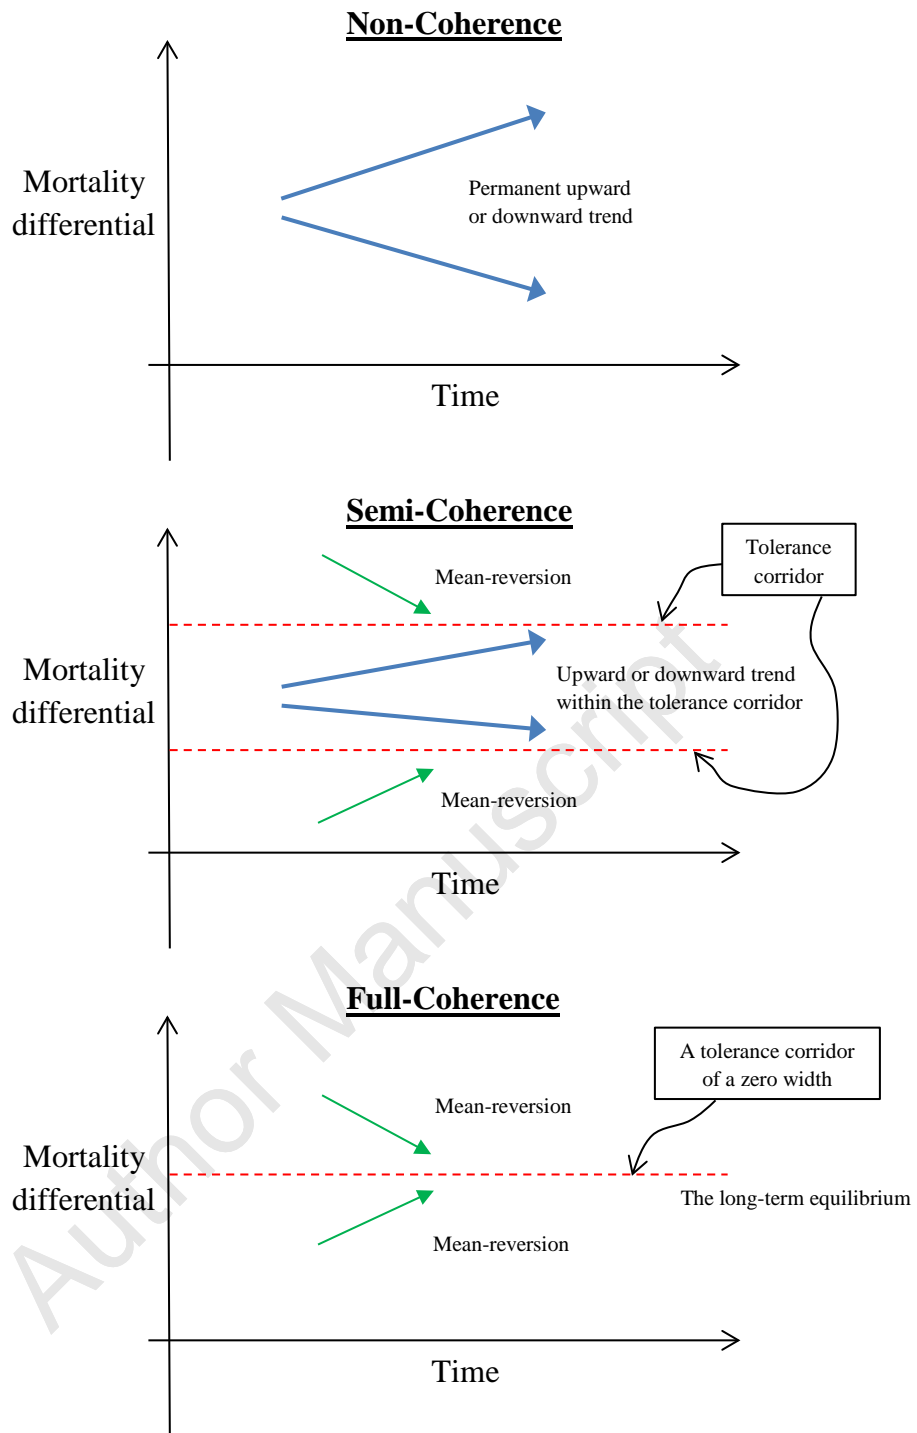 Non-Coherence
Mortality
differential
Permanent upward
or downward trend
Time
Semi-Coherence
Tolerance
corridor
Mean-reversion
Mortality
differential
Upward or downward trend
within the tolerance corridor
Mean-reversion
Time
Full-Coherence
A tolerance corridor
of a zero width
Mean-reversion
Mortality
differential
The long-term equilibrium
Mean-reversion
Time
Author Manuscript